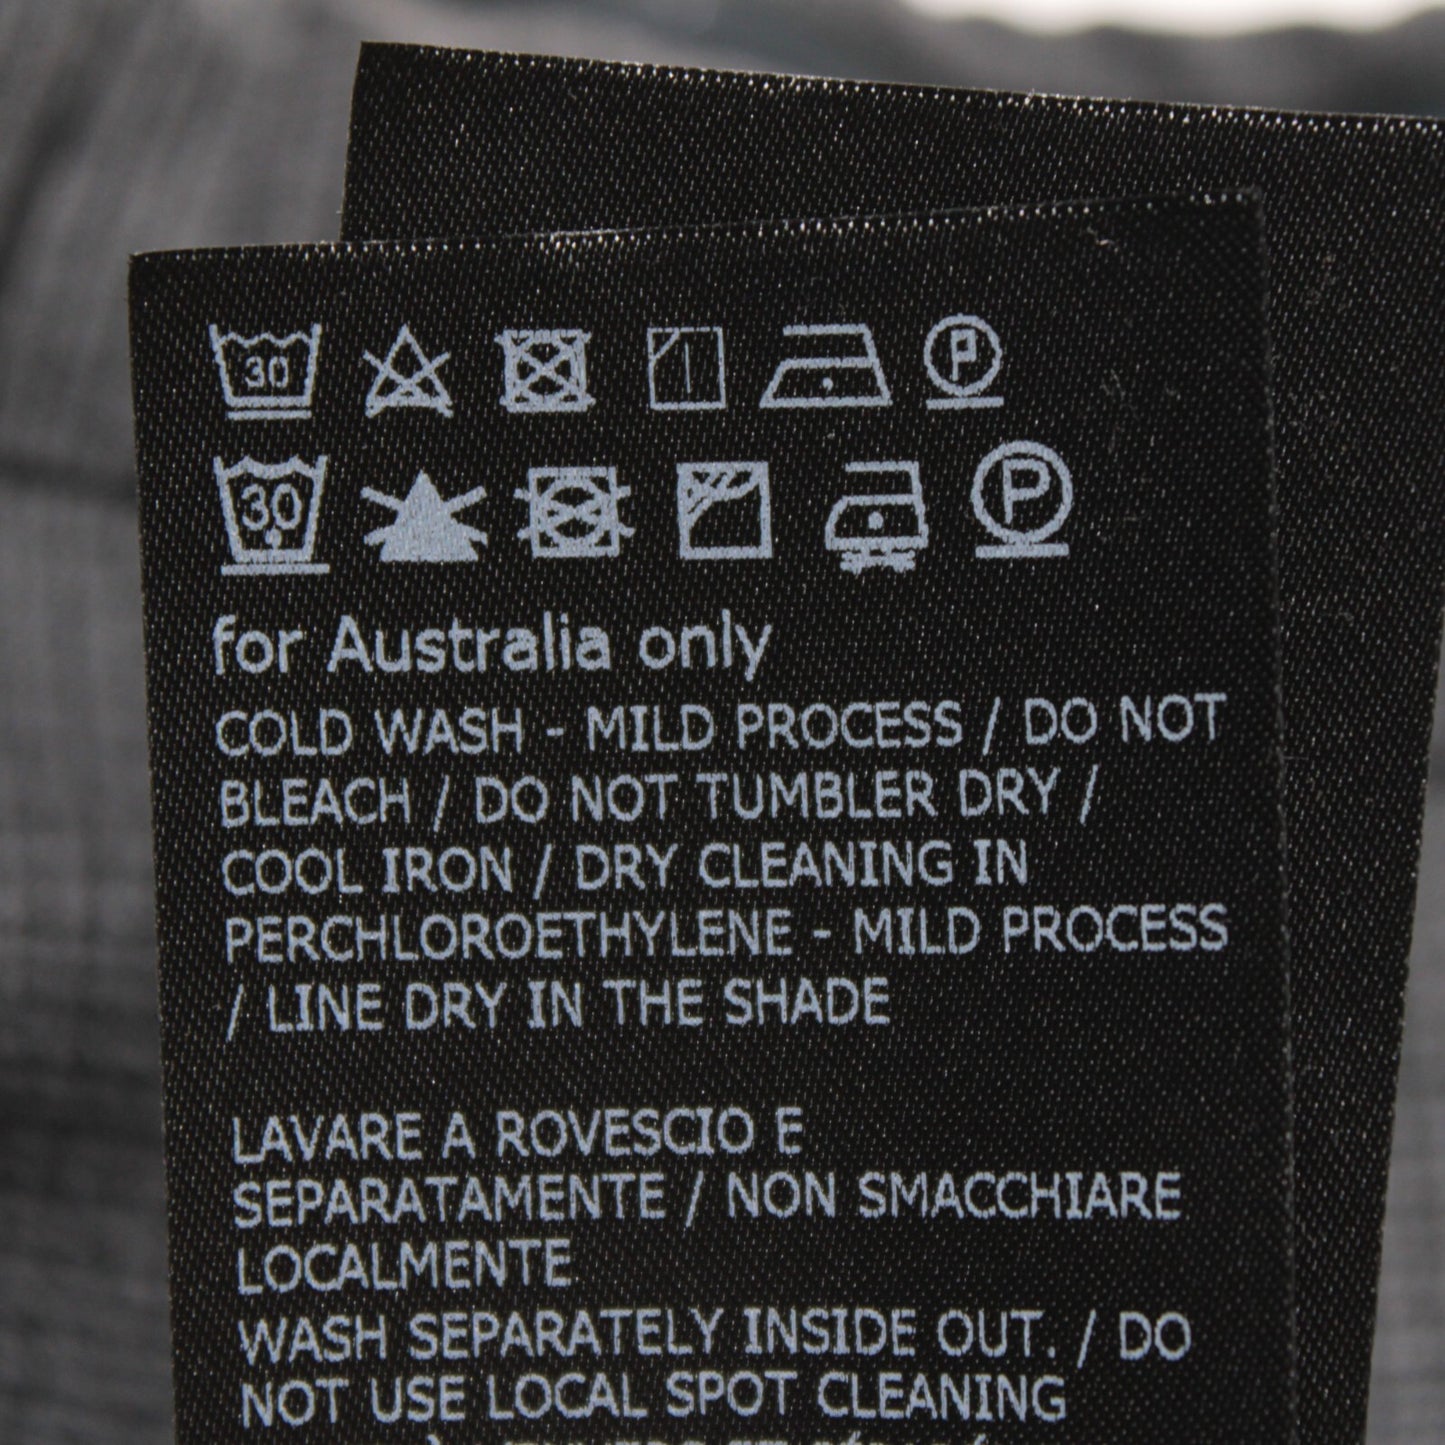 30 P
30 P
for Australia only
COLD WASH - MILD PROCESS / DO NOT
BLEACH / DO NOT TUMBLER DRY /
COOL IRON / DRY CLEANING IN
PERCHLOROETHYLENE - MILD PROCESS
/ LINE DRY IN THE SHADE
LAVARE A ROVESCIO E
SEPARATAMENTE / NON SMACCHIARE
LOCALMENTE
WASH SEPARATELY INSIDE OUT. / DO
NOT USE LOCAL SPOT CLEANING